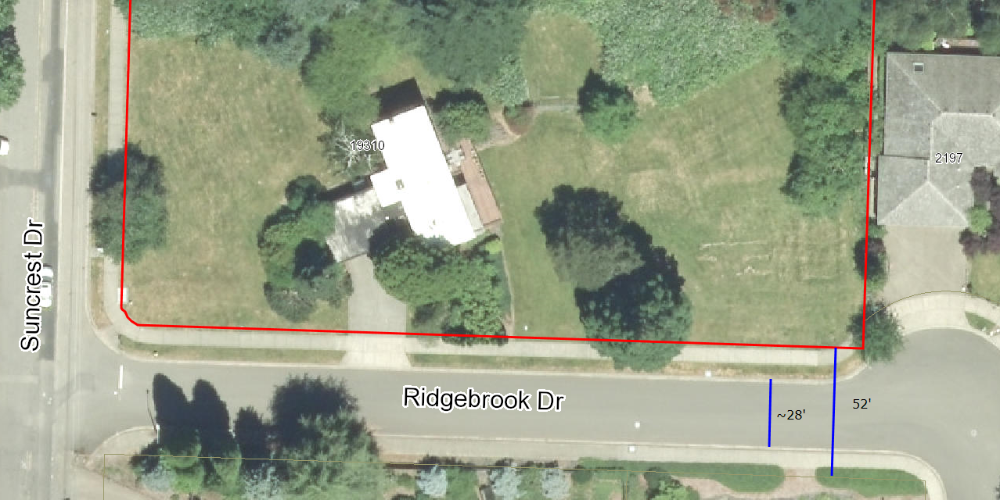 19310
2197
Suncrest Dr
Ridgebrook Dr
~28'
52'